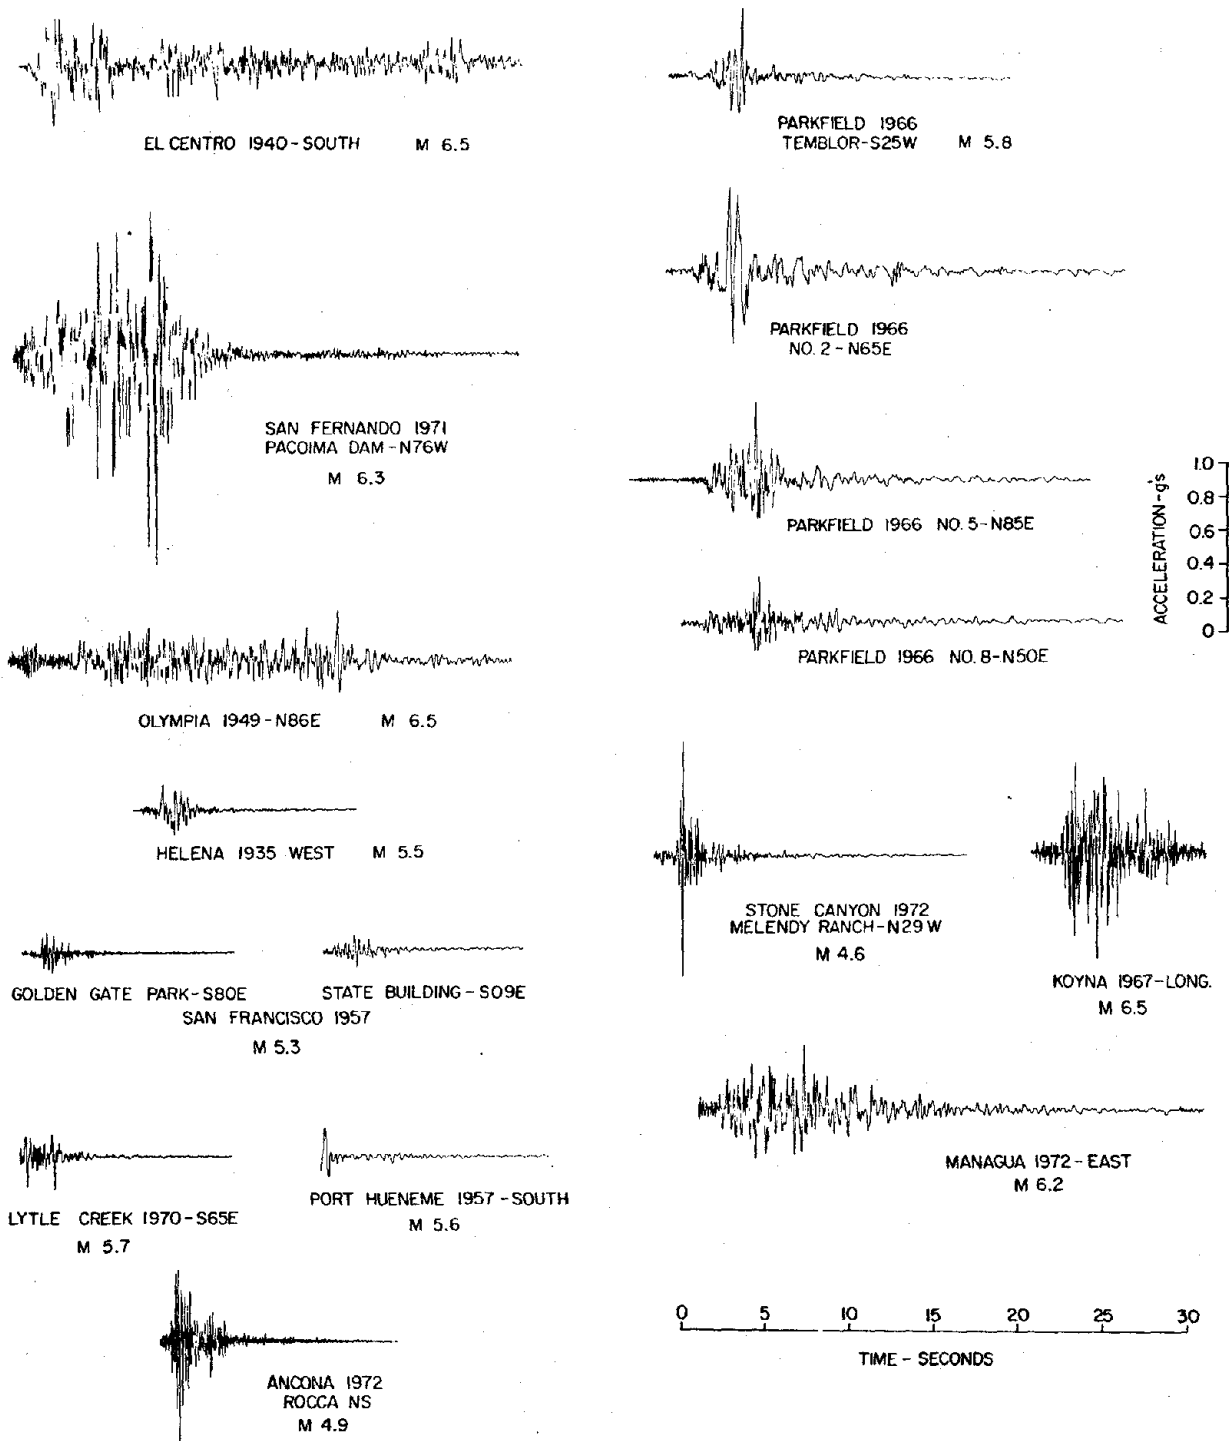 EL CENTRO 1940-SOUTH M 6.5
PARKFIELD 1966
TEMBLOR-S25W M 5.8
SAN FERNANDO 1971
PACOIMA DAM-N76W
M 6.3
PARKFIELD 1966
NO. 2-N65E
PARKFIELD 1966 NO. 5-N85E
PARKFIELD 1966 NO. 8-N50E
ACCELERATION-g's
1.0
0.8
0.6
0.4
0.2
0
OLYMPIA 1949-N86E M 6.5
HELENA 1935 WEST M 5.5
GOLDEN GATE PARK-S80E
STATE BUILDING-S09E
SAN FRANCISCO 1957
M 5.3
STONE CANYON 1972
MELENDY RANCH-N29W
M 4.6
KOYNA 1967-LONG.
M 6.5
LYTLE CREEK 1970-S65E
M 5.7
PORT HUENEME 1957-SOUTH
M 5.6
MANAGUA 1972-EAST
M 6.2
ANCONA 1972
ROCCA NS
M 4.9
0 5 10 15 20 25 30
TIME-SECONDS